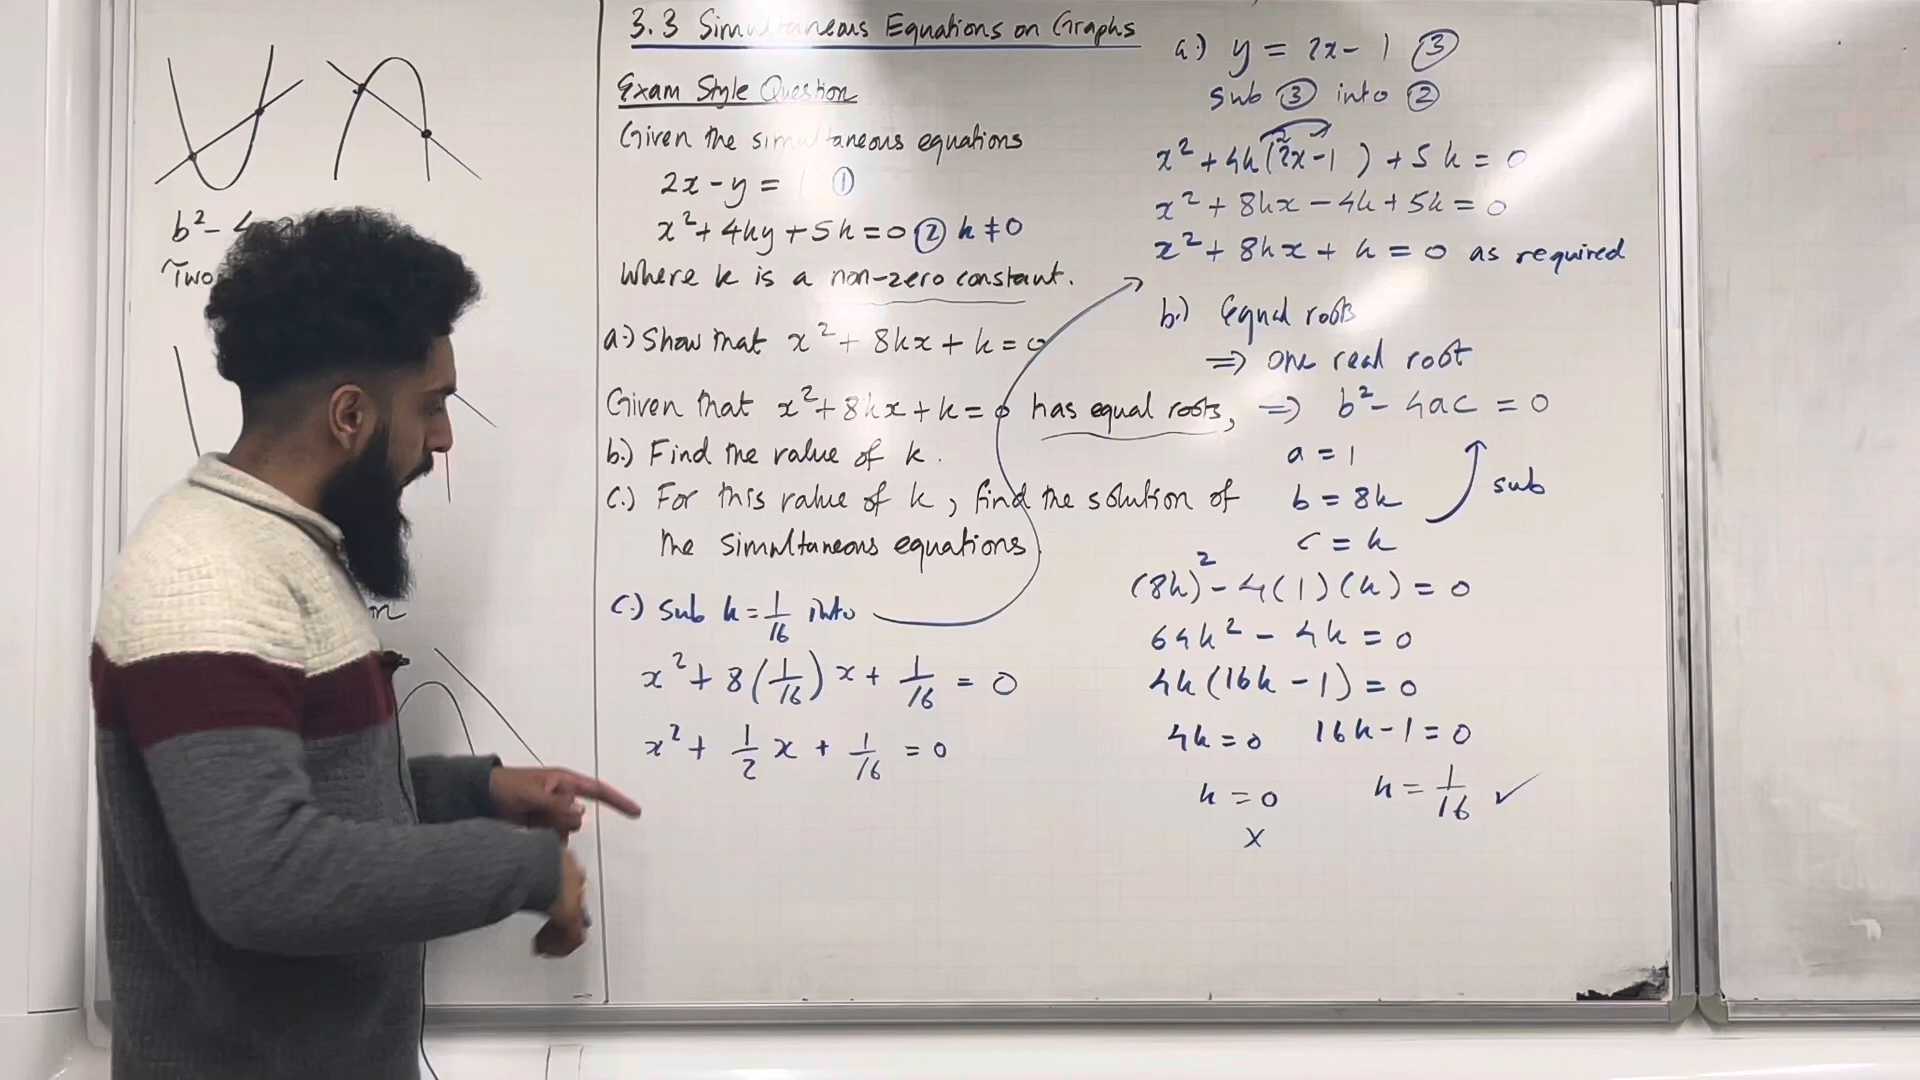 3.3 Simultaneous Equations on Graphs
Exam Style Question
Given the simultaneous equations
2x - y = 1 ①
x² + 4ky + 5k = 0 ② k ≠ 0
Where k is a non-zero constant.
a.) Show that x² + 8kx + k = 0
Given that x² + 8kx + k = 0 has equal roots,
b.) Find the value of k.
c.) For this value of k, find the solution of
the simultaneous equations
c.) sub k = 1/16 into
x² + 8(1/16)x + 1/16 = 0
x² + 1/2 x + 1/16 = 0
a.) y = 2x - 1 ③
sub ③ into ②
x² + 4k(2x - 1) + 5k = 0
x² + 8kx - 4k + 5k = 0
x² + 8kx + k = 0 as required
b.) Equal roots
⇒ one real root
⇒ b² - 4ac = 0
a = 1
b = 8k
sub
c = k
(8k)² - 4(1)(k) = 0
64k² - 4k = 0
4k(16k - 1) = 0
4k = 0 16k - 1 = 0
k = 0 k = 1/16 ✓
x
b² - 4
Two